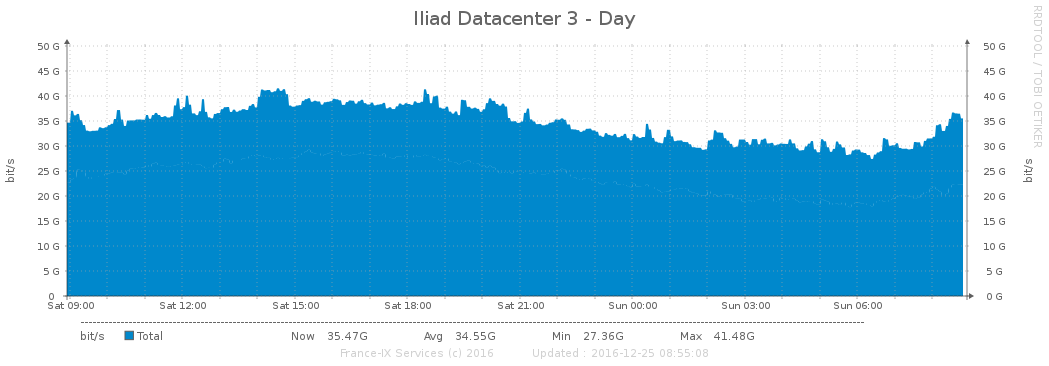 Iliad Datacenter 3 - Day
RRDTOOL / TOBI OETIKER
50 G 50 G
45 G 45 G
40 G 40 G
35 G 35 G
30 G 30 G
25 G 25 G
20 G 20 G
15 G 15 G
10 G 10 G
5 G 5 G
0 0 G
bit/s bit/s
Sat 09:00 Sat 12:00 Sat 15:00 Sat 18:00 Sat 21:00 Sun 00:00 Sun 03:00 Sun 06:00
bit/s Total Now 35.47G Avg 34.55G Min 27.36G Max 41.48G
France-IX Services (c) 2016 Updated : 2016-12-25 08:55:08